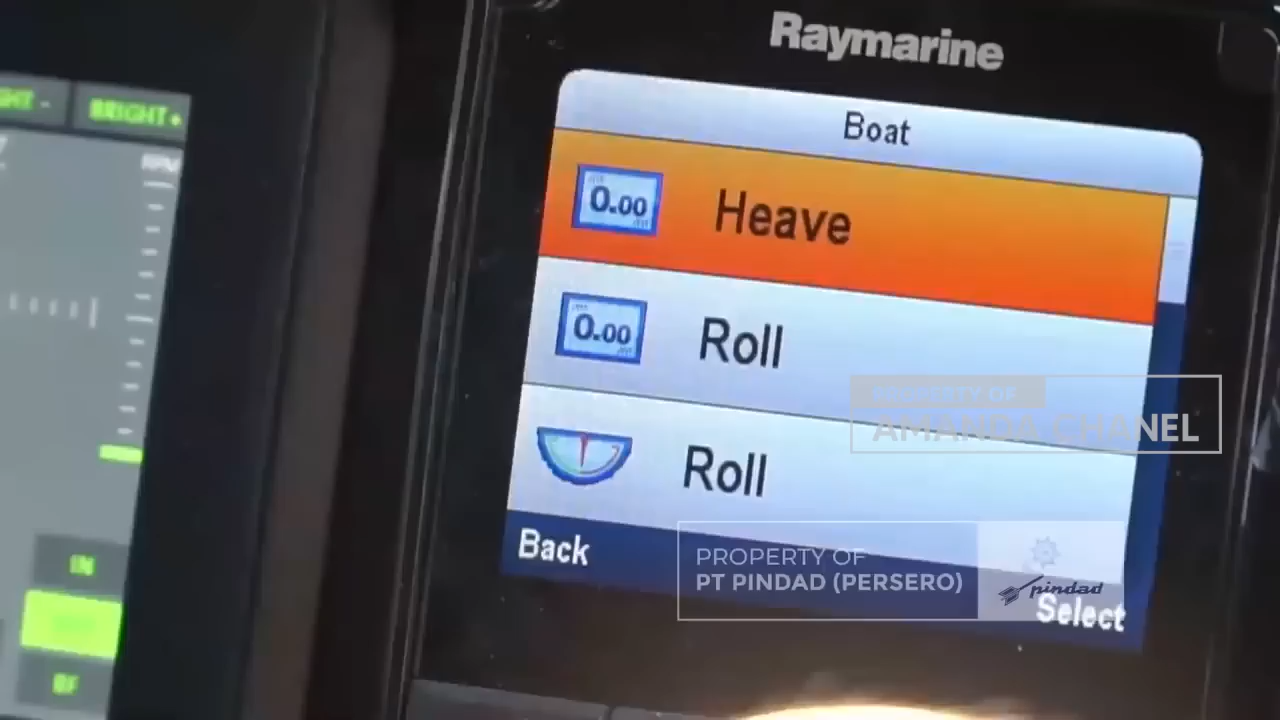 Raymarine
BRIGHT+
RPM
Boat
0.00
Heave
0.00
Roll
Roll
Back
Select
IN
PROPERTY OF
AMANDA CHANEL
PROPERTY OF
PT PINDAD (PERSERO)
pindad